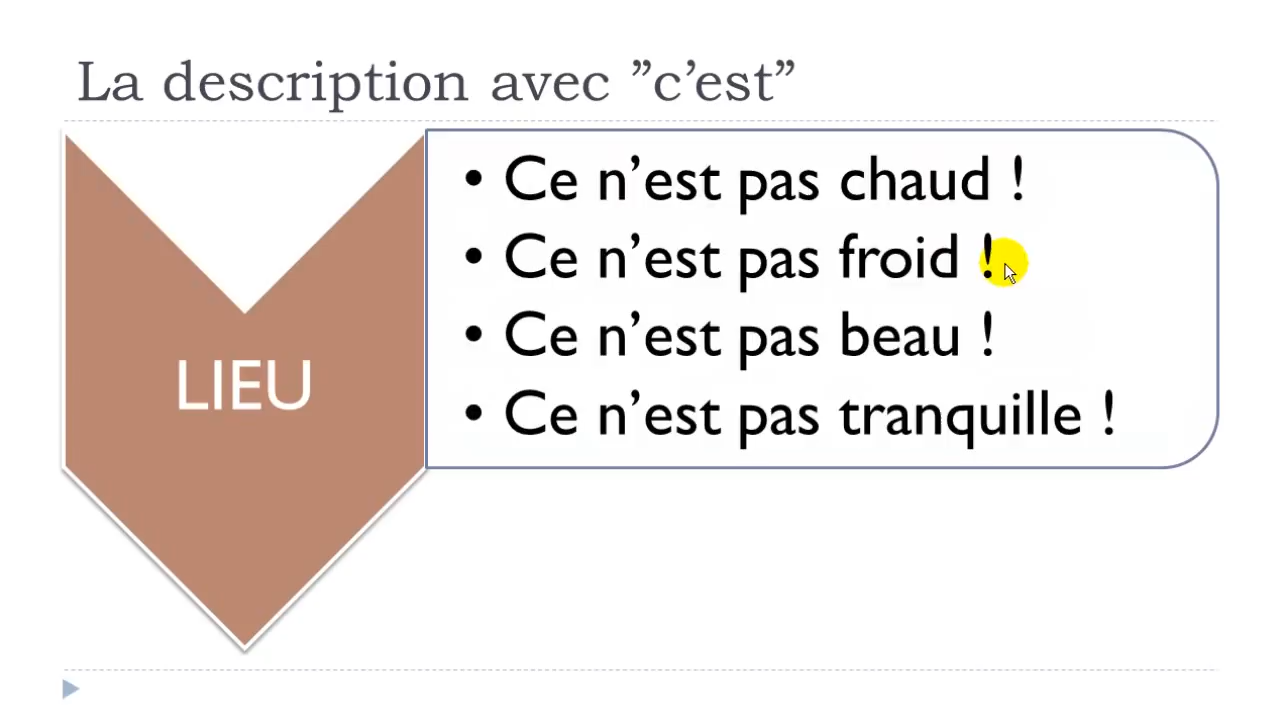 La description avec ”c’est”
LIEU
• Ce n’est pas chaud !
• Ce n’est pas froid !
• Ce n’est pas beau !
• Ce n’est pas tranquille !